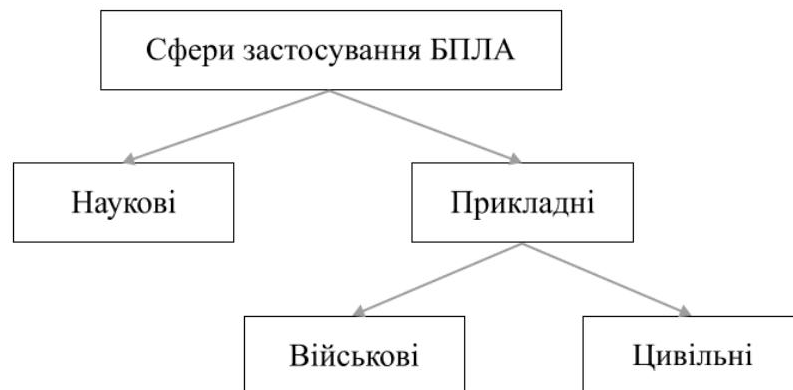 Сфери застосування БПЛА
Наукові
Прикладні
Військові
Цивільні